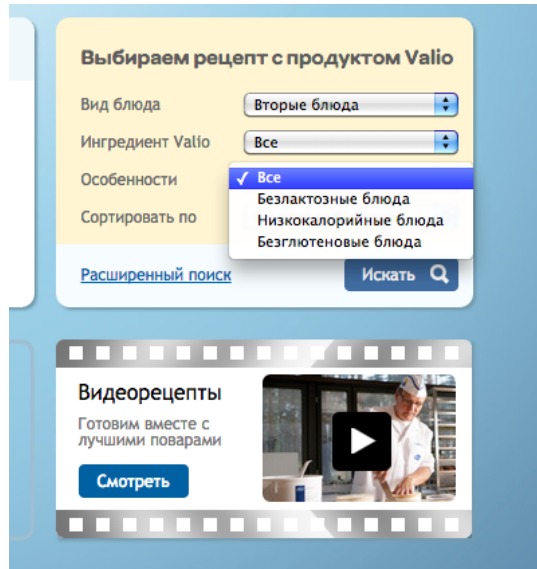 Выбираем рецепт с продуктом Valio
Вид блюда
Вторые блюда
Ингредиент Valio
Все
Особенности
✓ Все
Безлактозные блюда
Низкокалорийные блюда
Безглютеновые блюда
Сортировать по
Расширенный поиск
Искать
Видеорецепты
Готовим вместе с
лучшими поварами
Смотреть